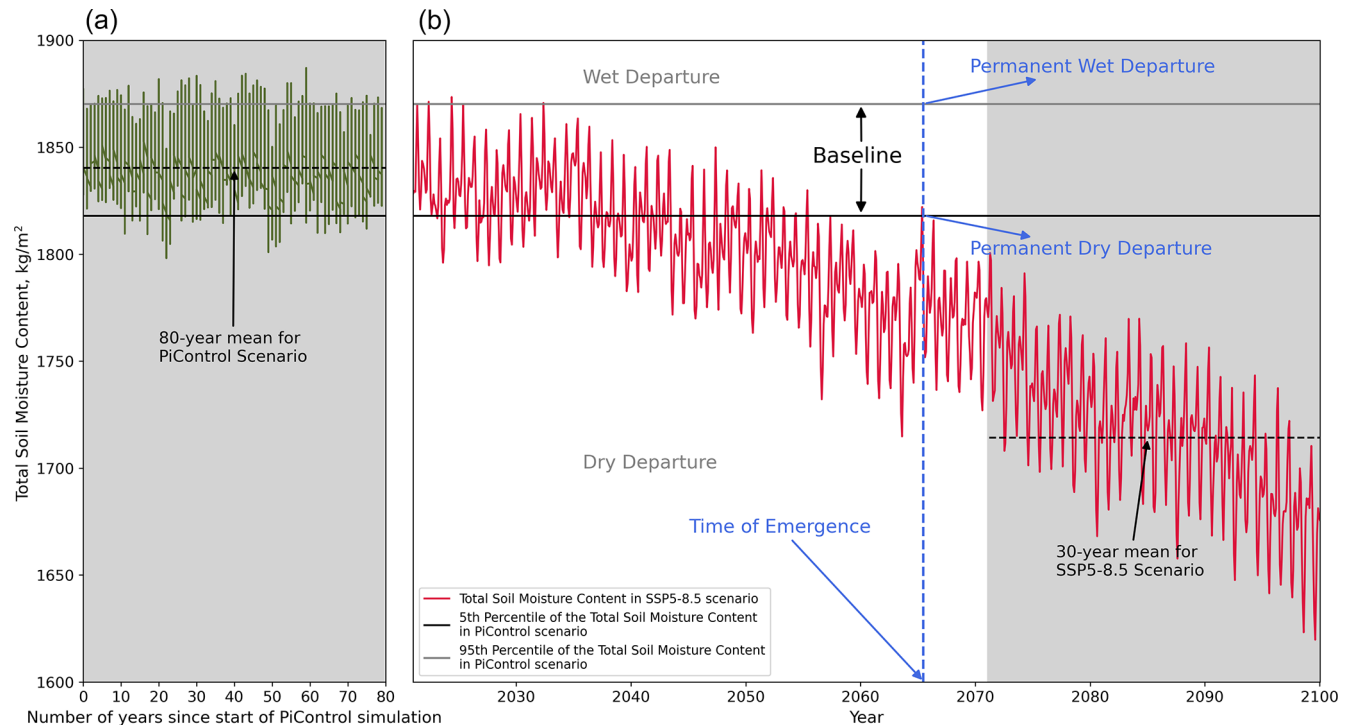 (a)
(b)
Total Soil Moisture Content, kg/m²
1900
1850
1800
1750
1700
1650
1600
80-year mean for
PiControl Scenario
0 10 20 30 40 50 60 70 80
Number of years since start of PiControl simulation
Wet Departure
Permanent Wet Departure
Baseline
Permanent Dry Departure
Dry Departure
Time of Emergence
30-year mean for
SSP5-8.5 Scenario
Total Soil Moisture Content in SSP5-8.5 scenario
5th Percentile of the Total Soil Moisture Content
in PiControl scenario
95th Percentile of the Total Soil Moisture Content
in PiControl scenario
2030 2040 2050 2060 2070 2080 2090 2100
Year